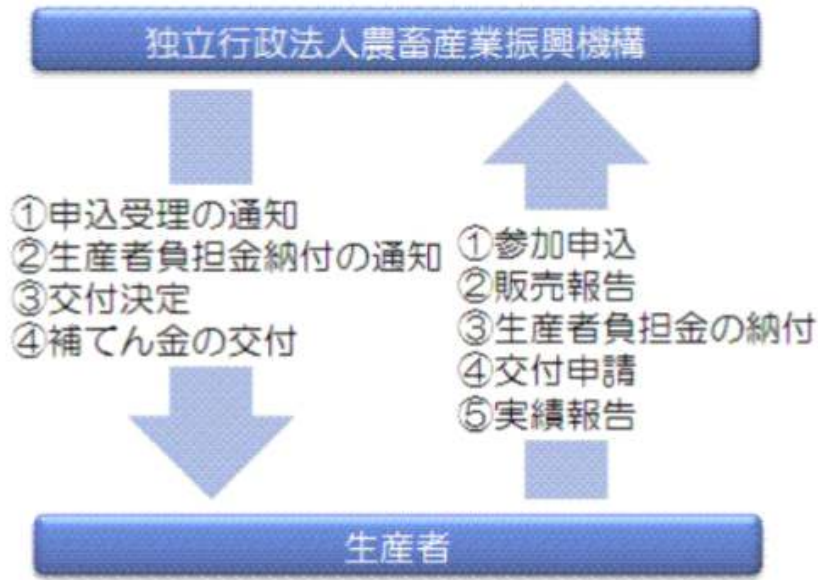 独立行政法人農畜産業振興機構
①申込受理の通知
②生産者負担金納付の通知
③交付決定
④補てん金の交付
①参加申込
②販売報告
③生産者負担金の納付
④交付申請
⑤実績報告
生産者